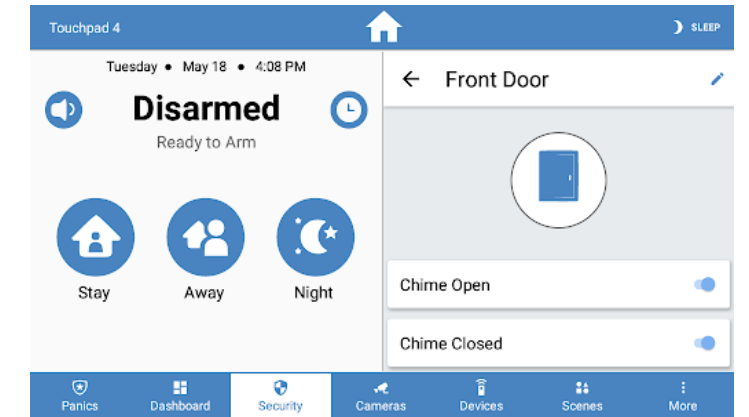 Touchpad 4
SLEEP
Tuesday ● May 18 ● 4:08 PM
Disarmed
Ready to Arm
Stay
Away
Night
Front Door
Chime Open
Chime Closed
Panics
Dashboard
Security
Cameras
Devices
Scenes
More